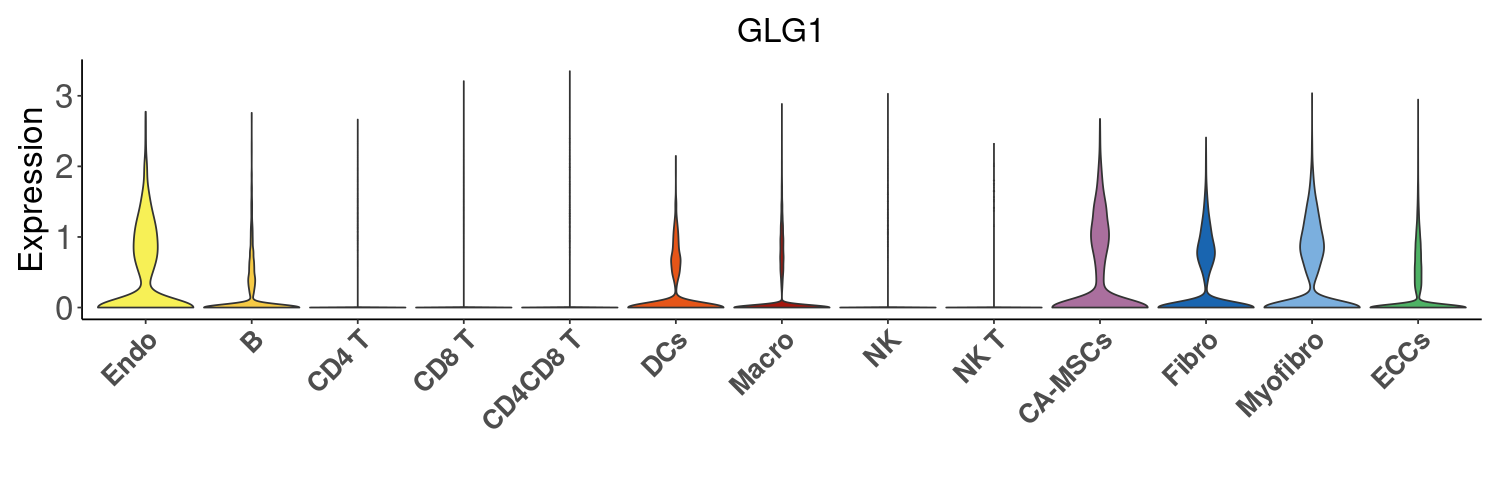 GLG1
Expression
3
2
1
0
Endo
B
CD4 T
CD8 T
CD4CD8 T
DCs
Macro
NK
NK T
CA-MSCs
Fibro
Myofibro
ECCs